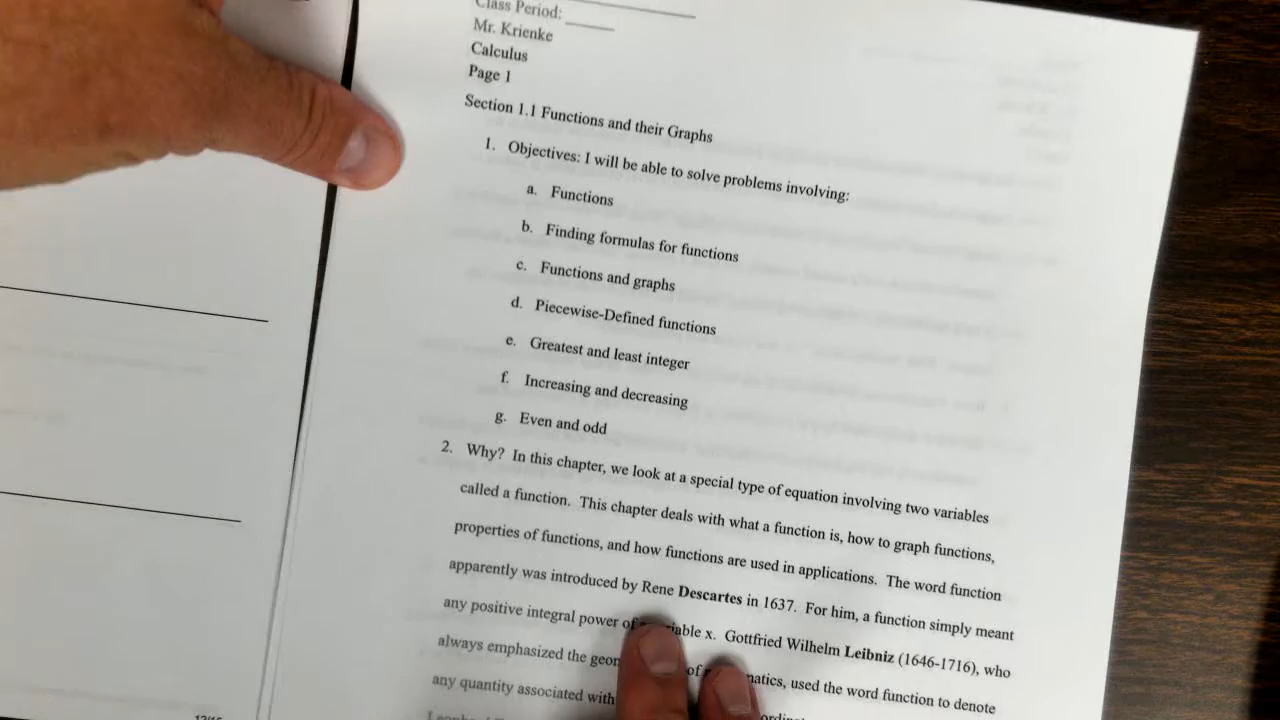 Class Period: ______
Mr. Krienke
Calculus
Page 1
Section 1.1 Functions and their Graphs
1. Objectives: I will be able to solve problems involving:
a. Functions
b. Finding formulas for functions
c. Functions and graphs
d. Piecewise-Defined functions
e. Greatest and least integer
f. Increasing and decreasing
g. Even and odd
2. Why? In this chapter, we look at a special type of equation involving two variables
called a function. This chapter deals with what a function is, how to graph functions,
properties of functions, and how functions are used in applications. The word function
apparently was introduced by Rene Descartes in 1637. For him, a function simply meant
any positive integral power of x. Gottfried Wilhelm Leibniz (1646-1716), who
always emphasized the of used the word function to denote
any quantity associated with